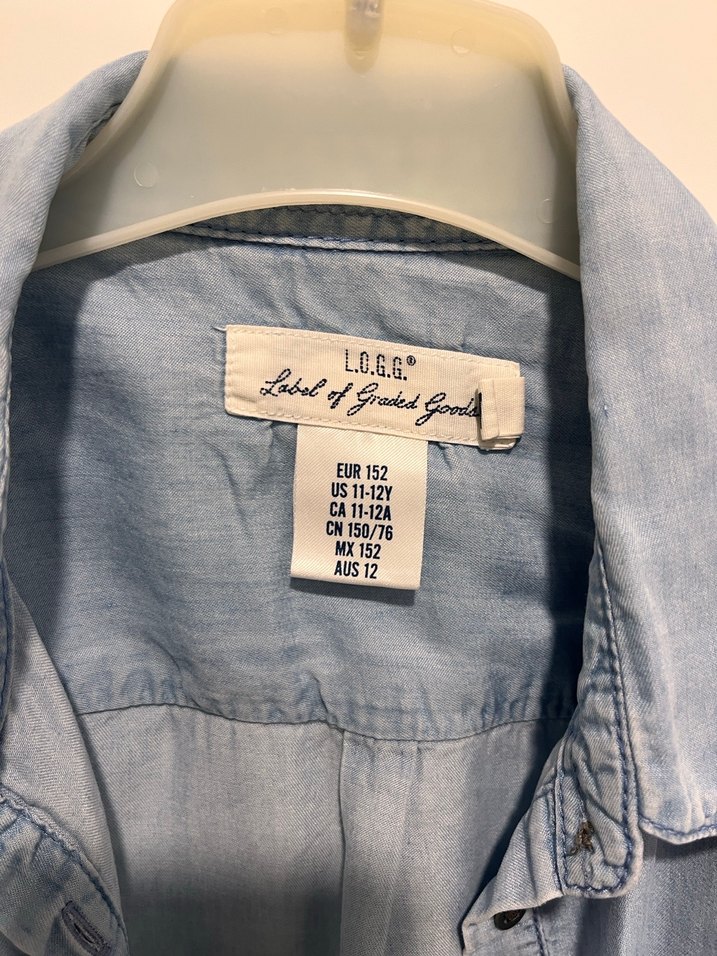 L.O.G.G.®
Label of Graded Goods
EUR 152
US 11-12Y
CA 11-12A
CN 150/76
MX 152
AUS 12